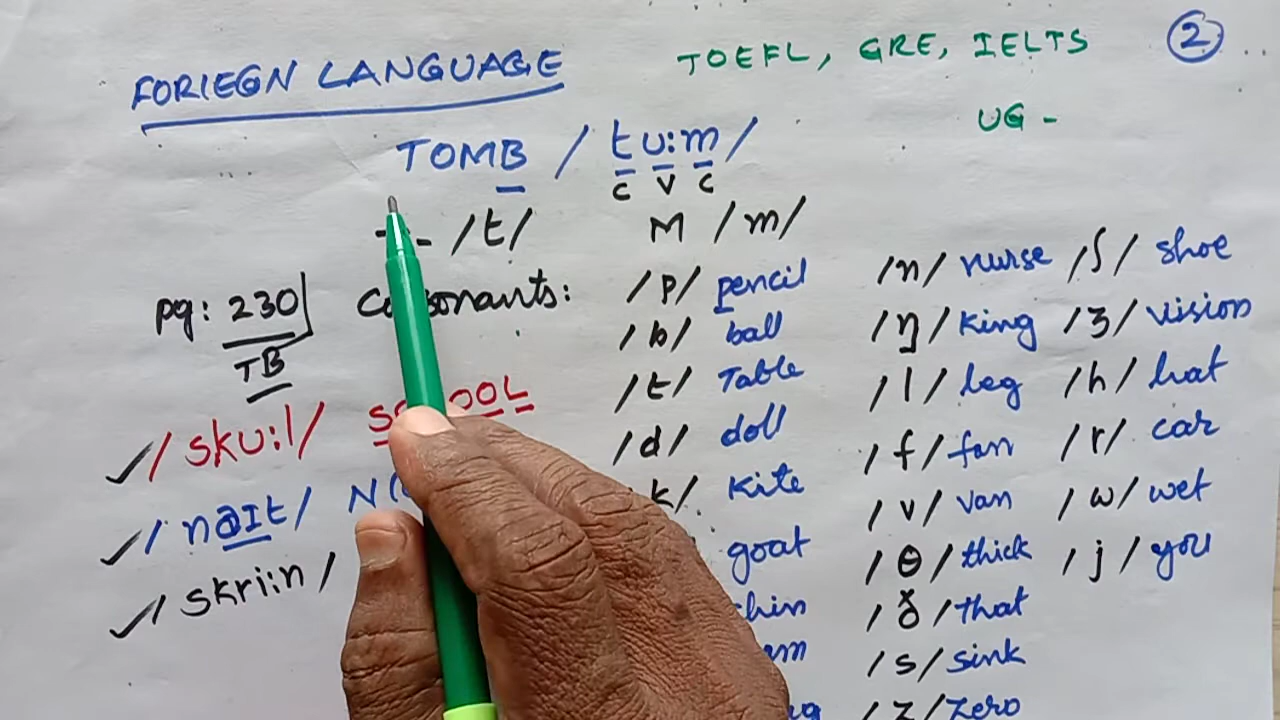 FORIEGN LANGUAGE
TOEFL, GRE, IELTS
2
UG -
TOMB / tu:m/
C V C
/t/ M /m/
pg: 230
TB
/p/ pencil
/b/ ball
/t/ Table
/d/ doll
kite
goat
/n/ nurse
/ŋ/ King
/l/ leg
/f/ fan
/v/ van
/θ/ thick
/ð/ that
/s/ sink
/z/ zero
/ʃ/ shoe
/ʒ/ vision
/h/ hat
/r/ car
/w/ wet
/j/ you
/sku:l/
/naIt/
/skri:n/